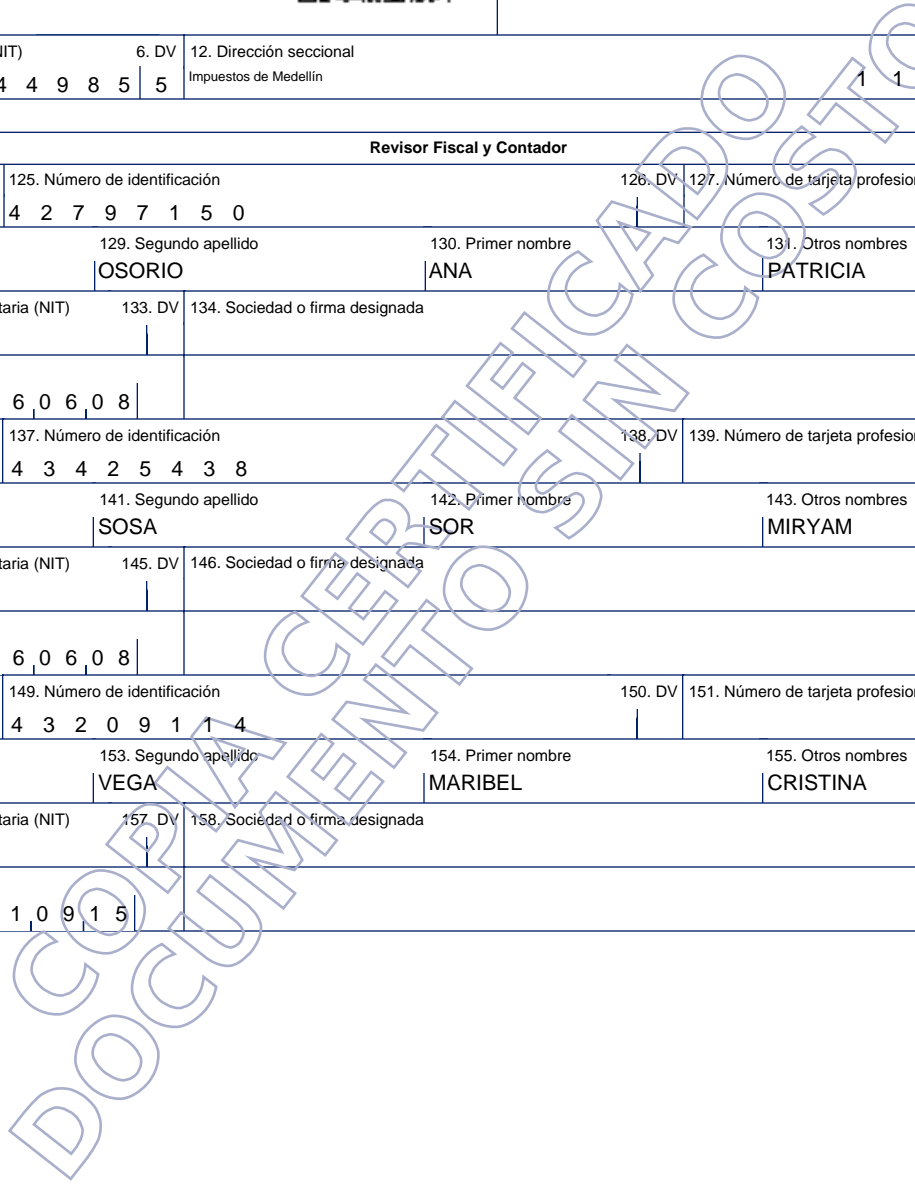 IT) 6. DV 12. Dirección seccional
4 4 9 8 5 5 Impuestos de Medellín 1 1
Revisor Fiscal y Contador
125. Número de identificación 126. DV 127. Número de tarjeta profesion
4 2 7 9 7 1 5 0
129. Segundo apellido 130. Primer nombre 131. Otros nombres
OSORIO ANA PATRICIA
taria (NIT) 133. DV 134. Sociedad o firma designada
6 0 6 0 8
137. Número de identificación 138. DV 139. Número de tarjeta profesion
4 3 4 2 5 4 3 8
141. Segundo apellido 142. Primer nombre 143. Otros nombres
SOSA SOR MIRYAM
taria (NIT) 145. DV 146. Sociedad o firma designada
6 0 6 0 8
149. Número de identificación 150. DV 151. Número de tarjeta profesion
4 3 2 0 9 1 1 4
153. Segundo apellido 154. Primer nombre 155. Otros nombres
VEGA MARIBEL CRISTINA
taria (NIT) 157. DV 158. Sociedad o firma designada
1 0 9 1 5
COPIA CERTIFICADO
DOCUMENTO SIN COSTO